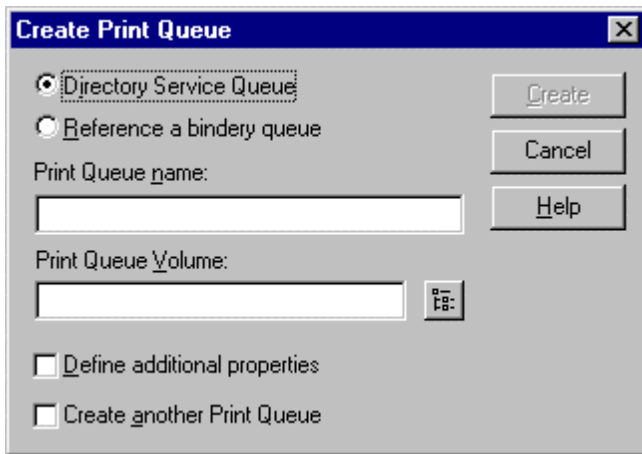 Create Print Queue
Directory Service Queue
Create
Reference a bindery queue
Cancel
Print Queue name:
Help
Print Queue Volume:
Define additional properties
Create another Print Queue